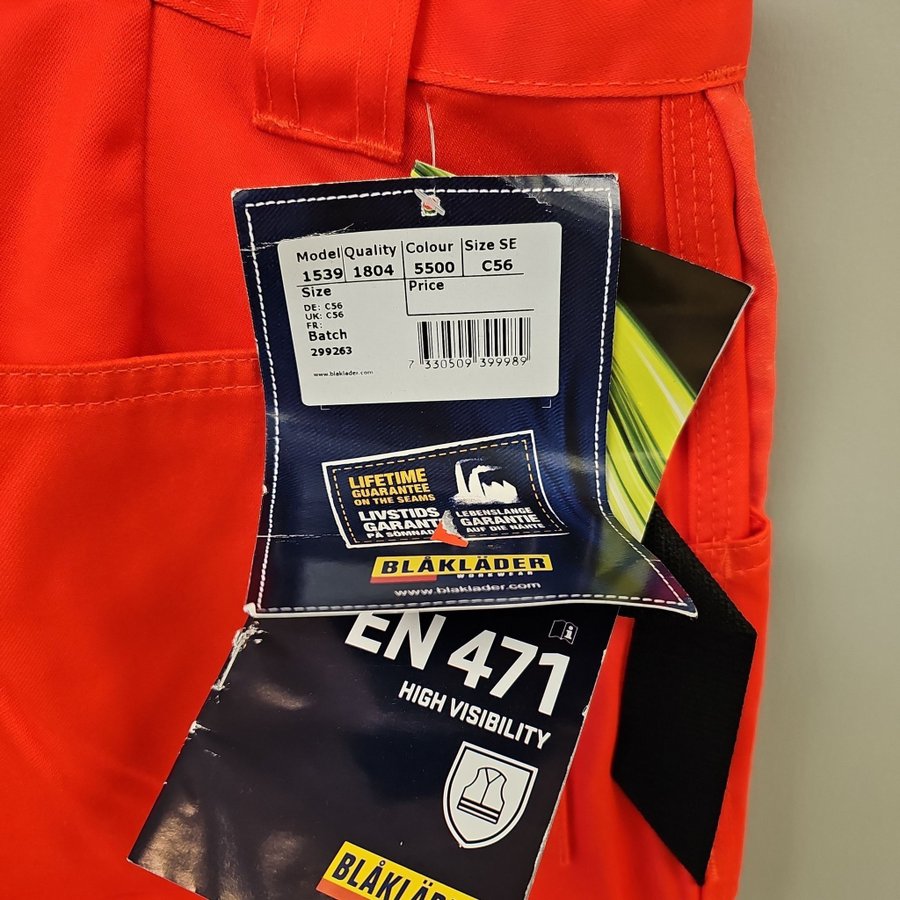 Model Quality Colour Size SE
1539 1804 5500 C56
Size Price
DE: C56
UK: C56
FR:
Batch
299263
7 330509 399989
www.blaklader.com
LIFETIME
GUARANTEE
ON THE SEAMS
LIVSTIDS
GARANTI
PÅ SÖMNAD
LEBENSLANGE
GARANTIE
AUF DIE NÄHTE
BLÅKLÄDER
WORKWEAR
www.blaklader.com
EN 471
HIGH VISIBILITY
BLÅKLÄD